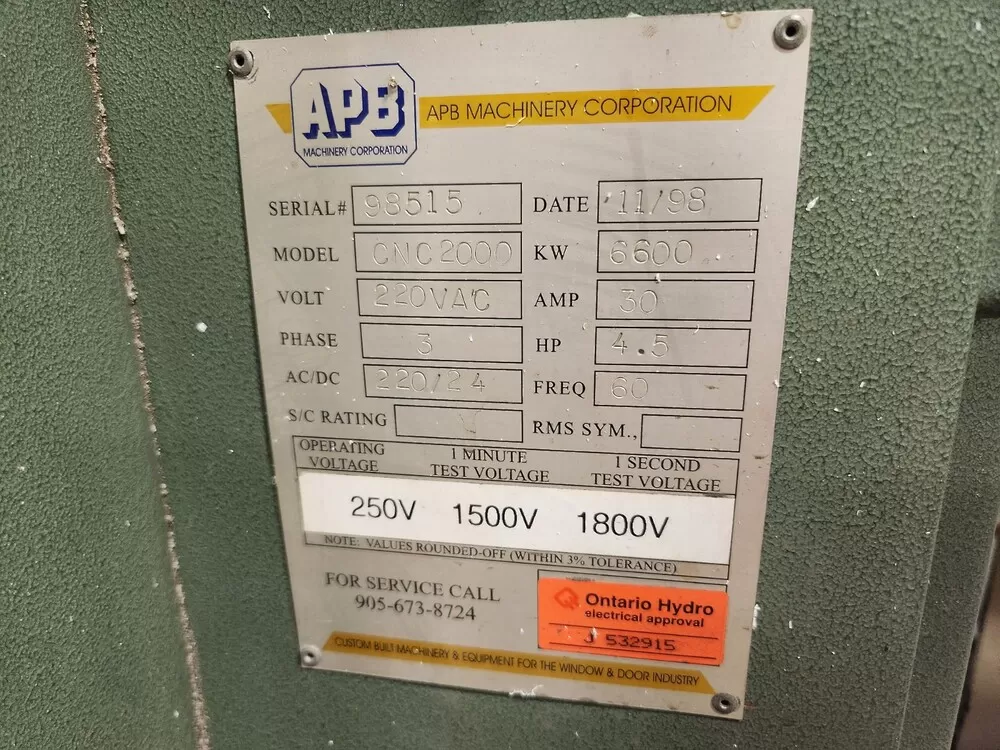 APB
MACHINERY CORPORATION
APB MACHINERY CORPORATION
SERIAL# 98515 DATE 11/98
MODEL CNC2000 KW 6600
VOLT 220VAC AMP 30
PHASE 3 HP 4.5
AC/DC 220/24 FREQ 60
S/C RATING RMS SYM.,
OPERATING VOLTAGE 1 MINUTE TEST VOLTAGE 1 SECOND TEST VOLTAGE
250V 1500V 1800V
NOTE: VALUES ROUNDED-OFF (WITHIN 3% TOLERANCE)
FOR SERVICE CALL
905-673-8724
Ontario Hydro
electrical approval
J 532915
CUSTOM BUILT MACHINERY & EQUIPMENT FOR THE WINDOW & DOOR INDUSTRY